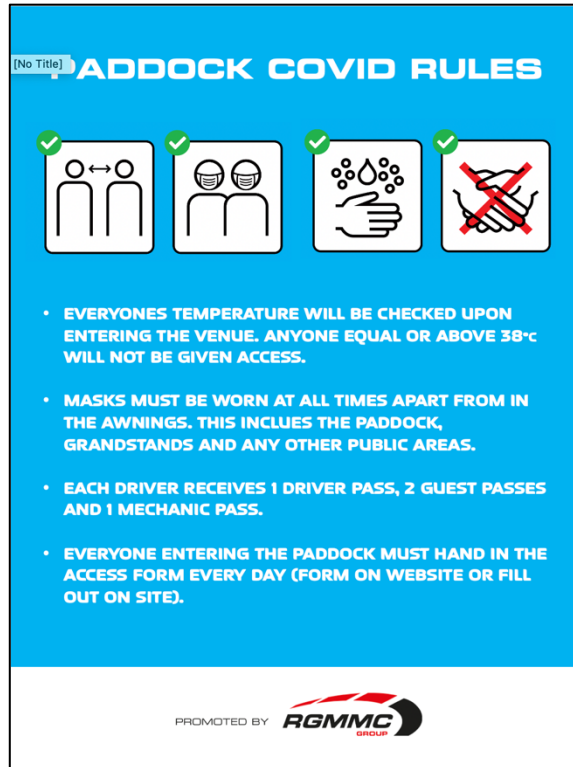 [No Title]
PADDOCK COVID RULES
• EVERYONES TEMPERATURE WILL BE CHECKED UPON
ENTERING THE VENUE. ANYONE EQUAL OR ABOVE 38°c
WILL NOT BE GIVEN ACCESS.
• MASKS MUST BE WORN AT ALL TIMES APART FROM IN
THE AWNINGS. THIS INCLUES THE PADDOCK,
GRANDSTANDS AND ANY OTHER PUBLIC AREAS.
• EACH DRIVER RECEIVES 1 DRIVER PASS, 2 GUEST PASSES
AND 1 MECHANIC PASS.
• EVERYONE ENTERING THE PADDOCK MUST HAND IN THE
ACCESS FORM EVERY DAY (FORM ON WEBSITE OR FILL
OUT ON SITE).
PROMOTED BY RGMMC
GROUP